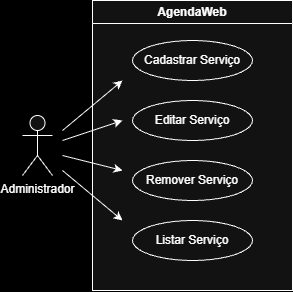 AgendaWeb
Cadastrar Serviço
Editar Serviço
Administrador
Remover Serviço
Listar Serviço